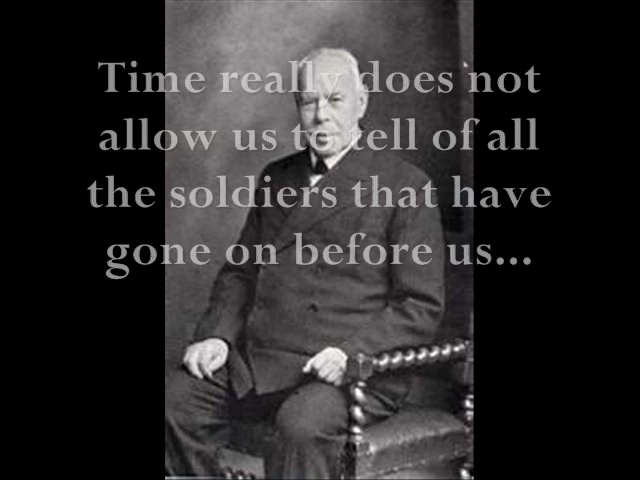 Time really does not
allow us to tell of all
the soldiers that have
gone on before us...